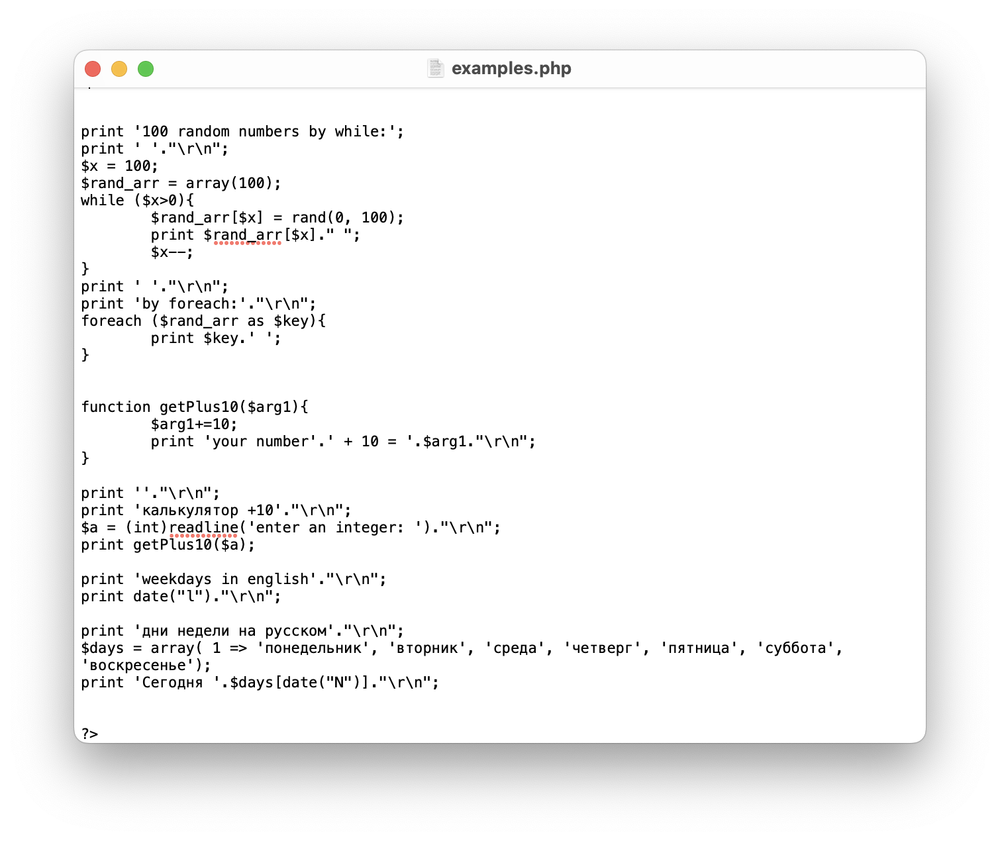 examples.php
print '100 random numbers by while:';
print ' '."\r\n";
$x = 100;
$rand_arr = array(100);
while ($x>0){
        $rand_arr[$x] = rand(0, 100);
        print $rand_arr[$x]." ";
        $x--;
}
print ' '."\r\n";
print 'by foreach:'."\r\n";
foreach ($rand_arr as $key){
        print $key.' ';
}
function getPlus10($arg1){
        $arg1+=10;
        print 'your number'.' + 10 = '.$arg1."\r\n";
}
print ''."\r\n";
print 'калькулятор +10'."\r\n";
$a = (int)readline('enter an integer: ')."\r\n";
print getPlus10($a);
print 'weekdays in english'."\r\n";
print date("l")."\r\n";
print 'дни недели на русском'."\r\n";
$days = array( 1 => 'понедельник', 'вторник', 'среда', 'четверг', 'пятница', 'суббота',
'воскресенье');
print 'Сегодня '.$days[date("N")]."\r\n";
?>